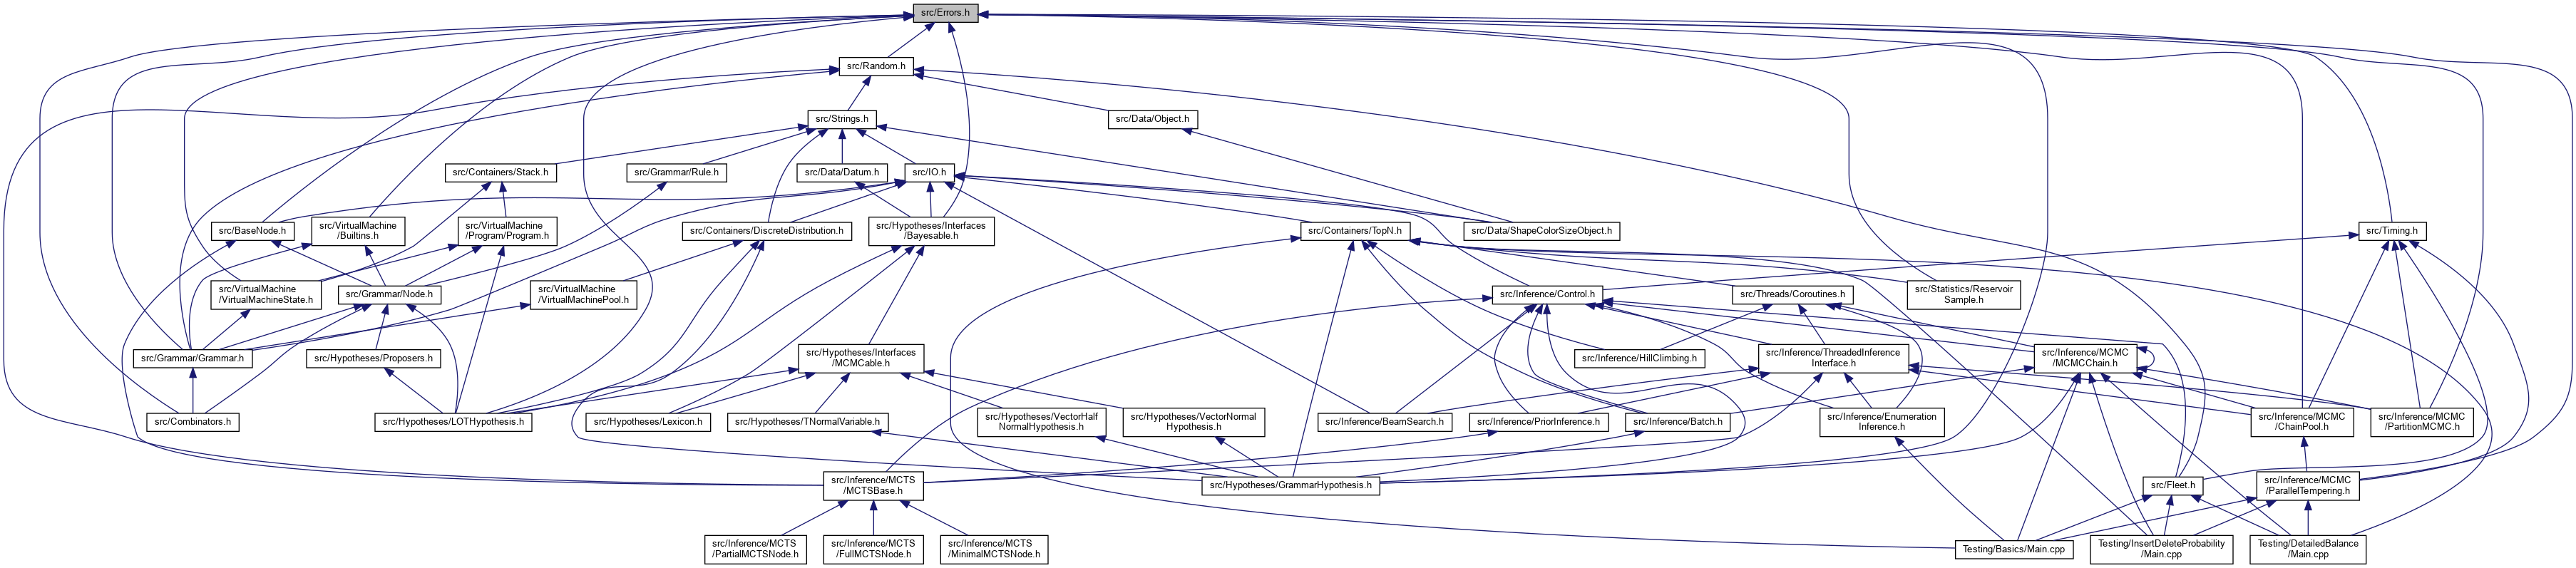 src/Errors.h
src/Random.h
src/Strings.h
src/Data/Object.h
src/Containers/Stack.h
src/Grammar/Rule.h
src/Data/Datum.h
src/IO.h
src/BaseNode.h
src/VirtualMachine
/Builtins.h
src/VirtualMachine
/Program/Program.h
src/Containers/DiscreteDistribution.h
src/Hypotheses/Interfaces
/Bayesable.h
src/Containers/TopN.h
src/Data/ShapeColorSizeObject.h
src/Timing.h
src/VirtualMachine
/VirtualMachineState.h
src/Grammar/Node.h
src/VirtualMachine
/VirtualMachinePool.h
src/Inference/Control.h
src/Threads/Coroutines.h
src/Statistics/Reservoir
Sample.h
src/Grammar/Grammar.h
src/Hypotheses/Proposers.h
src/Hypotheses/Interfaces
/MCMCable.h
src/Inference/HillClimbing.h
src/Inference/ThreadedInference
Interface.h
src/Inference/MCMC
/MCMCChain.h
src/Combinators.h
src/Hypotheses/LOTHypothesis.h
src/Hypotheses/Lexicon.h
src/Hypotheses/TNormalVariable.h
src/Hypotheses/VectorHalf
NormalHypothesis.h
src/Hypotheses/VectorNormal
Hypothesis.h
src/Inference/BeamSearch.h
src/Inference/PriorInference.h
src/Inference/Batch.h
src/Inference/Enumeration
Inference.h
src/Inference/MCMC
/ChainPool.h
src/Inference/MCMC
/PartitionMCMC.h
src/Inference/MCTS
/MCTSBase.h
src/Hypotheses/GrammarHypothesis.h
src/Fleet.h
src/Inference/MCMC
/ParallelTempering.h
src/Inference/MCTS
/PartialMCTSNode.h
src/Inference/MCTS
/FullMCTSNode.h
src/Inference/MCTS
/MinimalMCTSNode.h
Testing/Basics/Main.cpp
Testing/InsertDeleteProbability
/Main.cpp
Testing/DetailedBalance
/Main.cpp